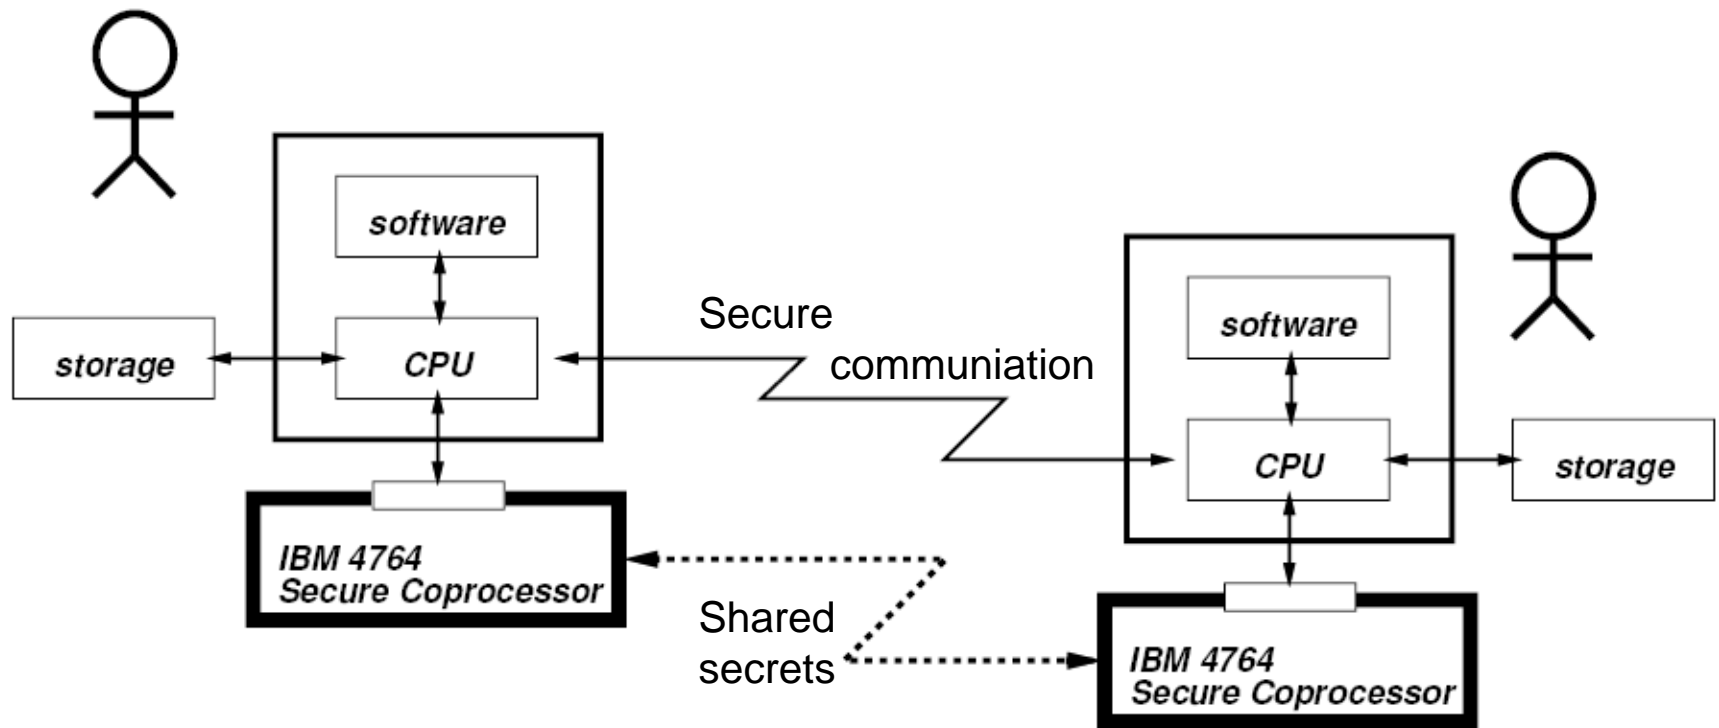 software
storage
CPU
IBM 4764
Secure Coprocessor
Secure
communiation
Shared
secrets
software
CPU
storage
IBM 4764
Secure Coprocessor